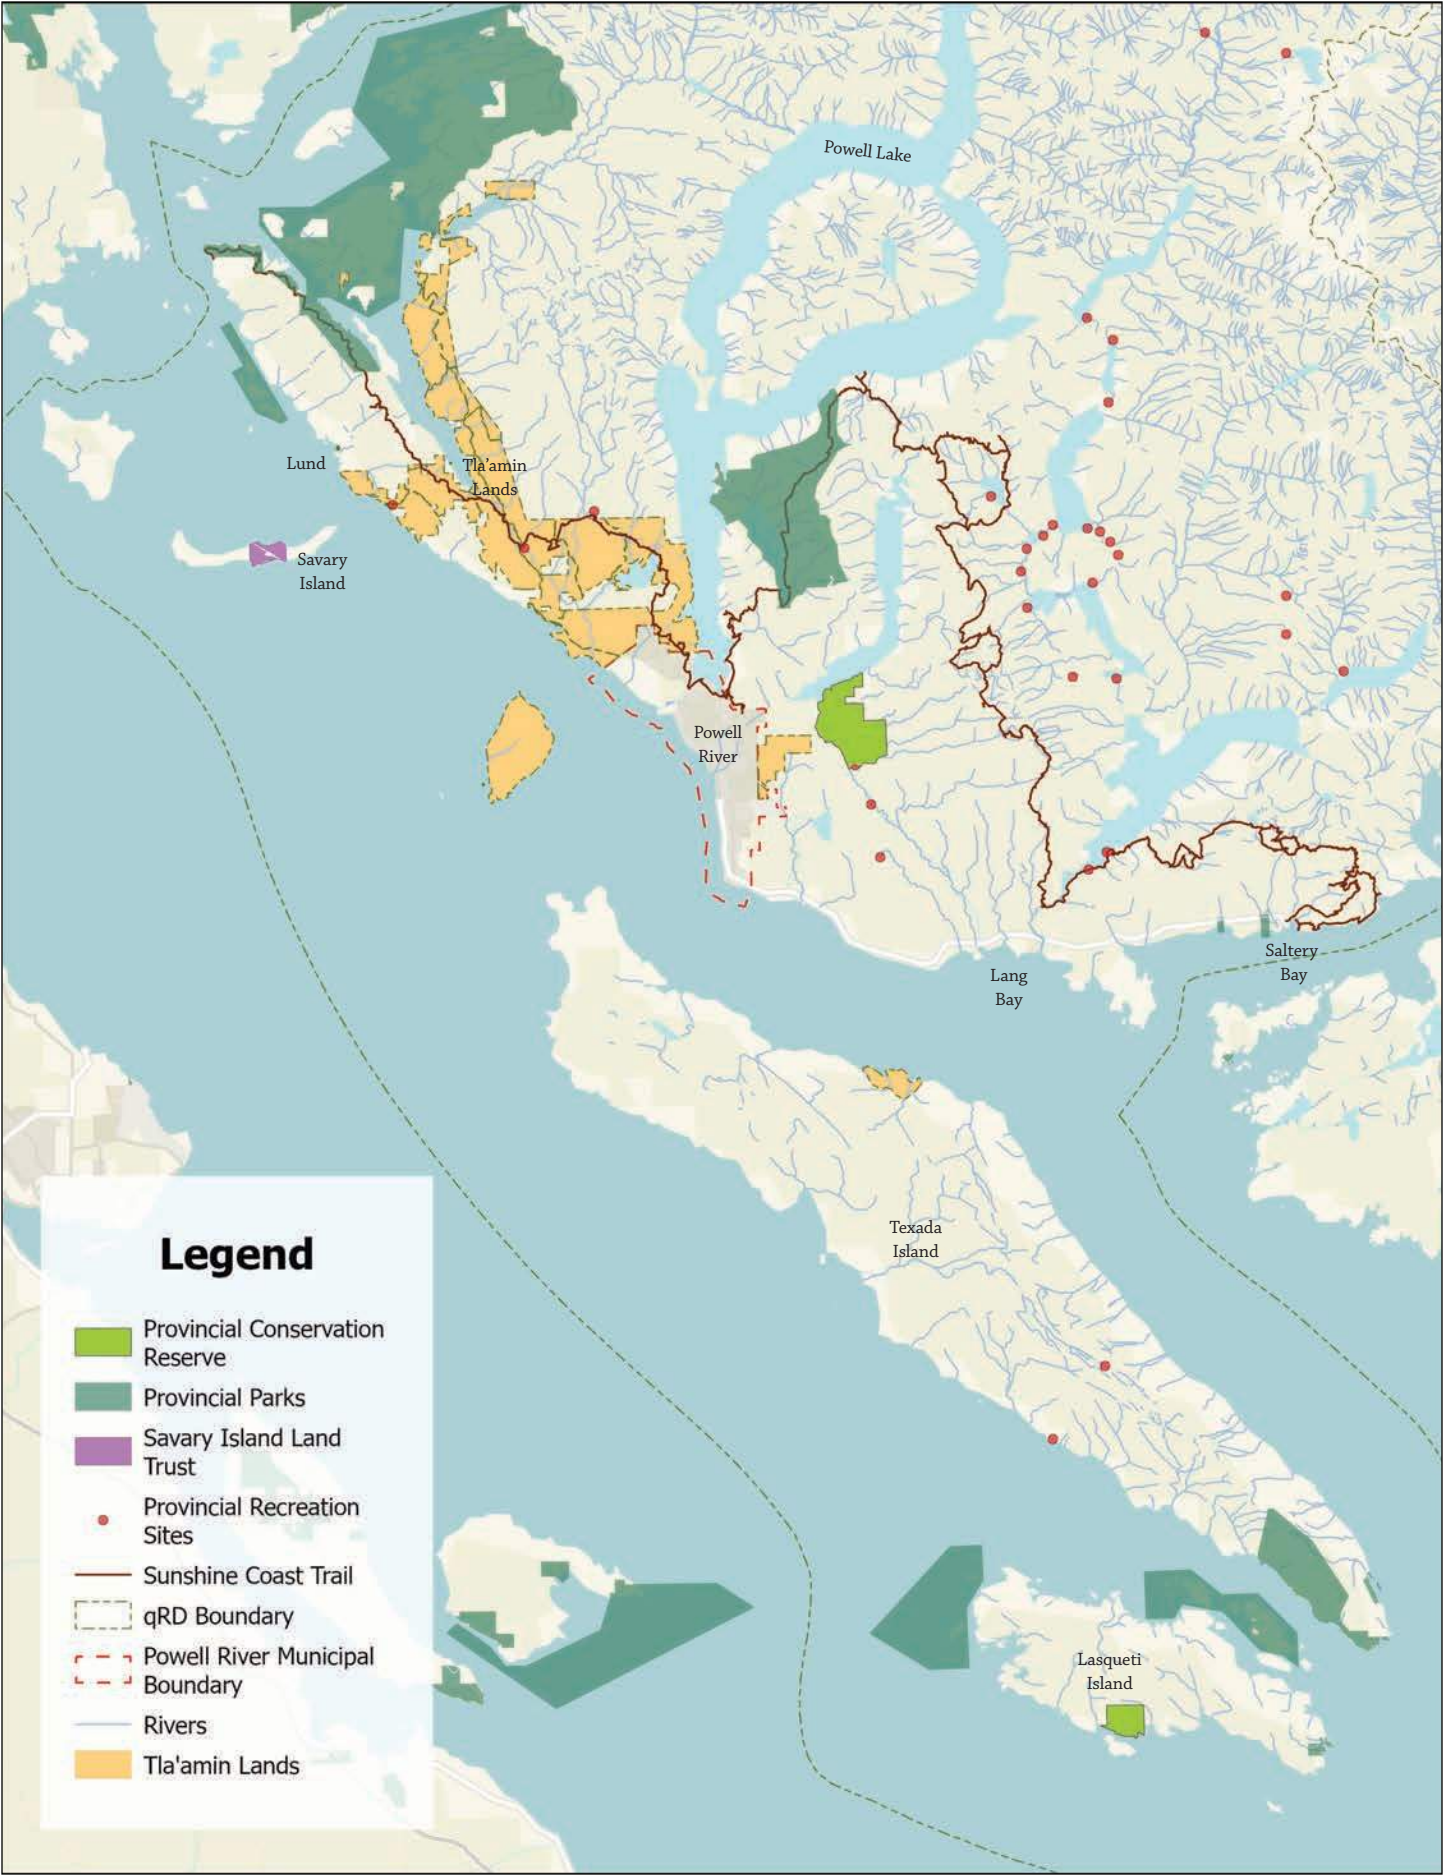 Powell Lake
Lund
Tla'amin
Lands
Savary
Island
Powell
River
Saltery
Bay
Lang
Bay
Texada
Island
Lasqueti
Island
Legend
Provincial Conservation
Reserve
Provincial Parks
Savary Island Land
Trust
Provincial Recreation
Sites
Sunshine Coast Trail
qRD Boundary
Powell River Municipal
Boundary
Rivers
Tla'amin Lands